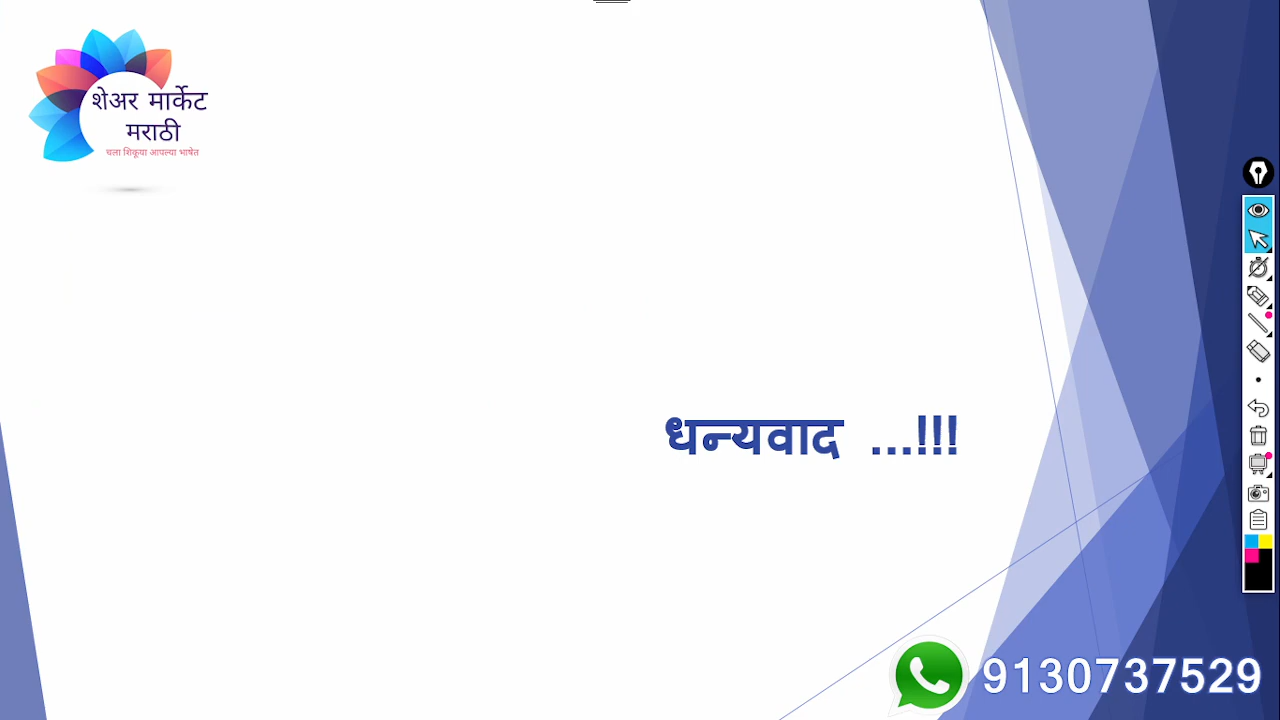 शेअर मार्केट
मराठी
चला शिकूया आपल्या भाषेत
धन्यवाद ...!!!
9130737529